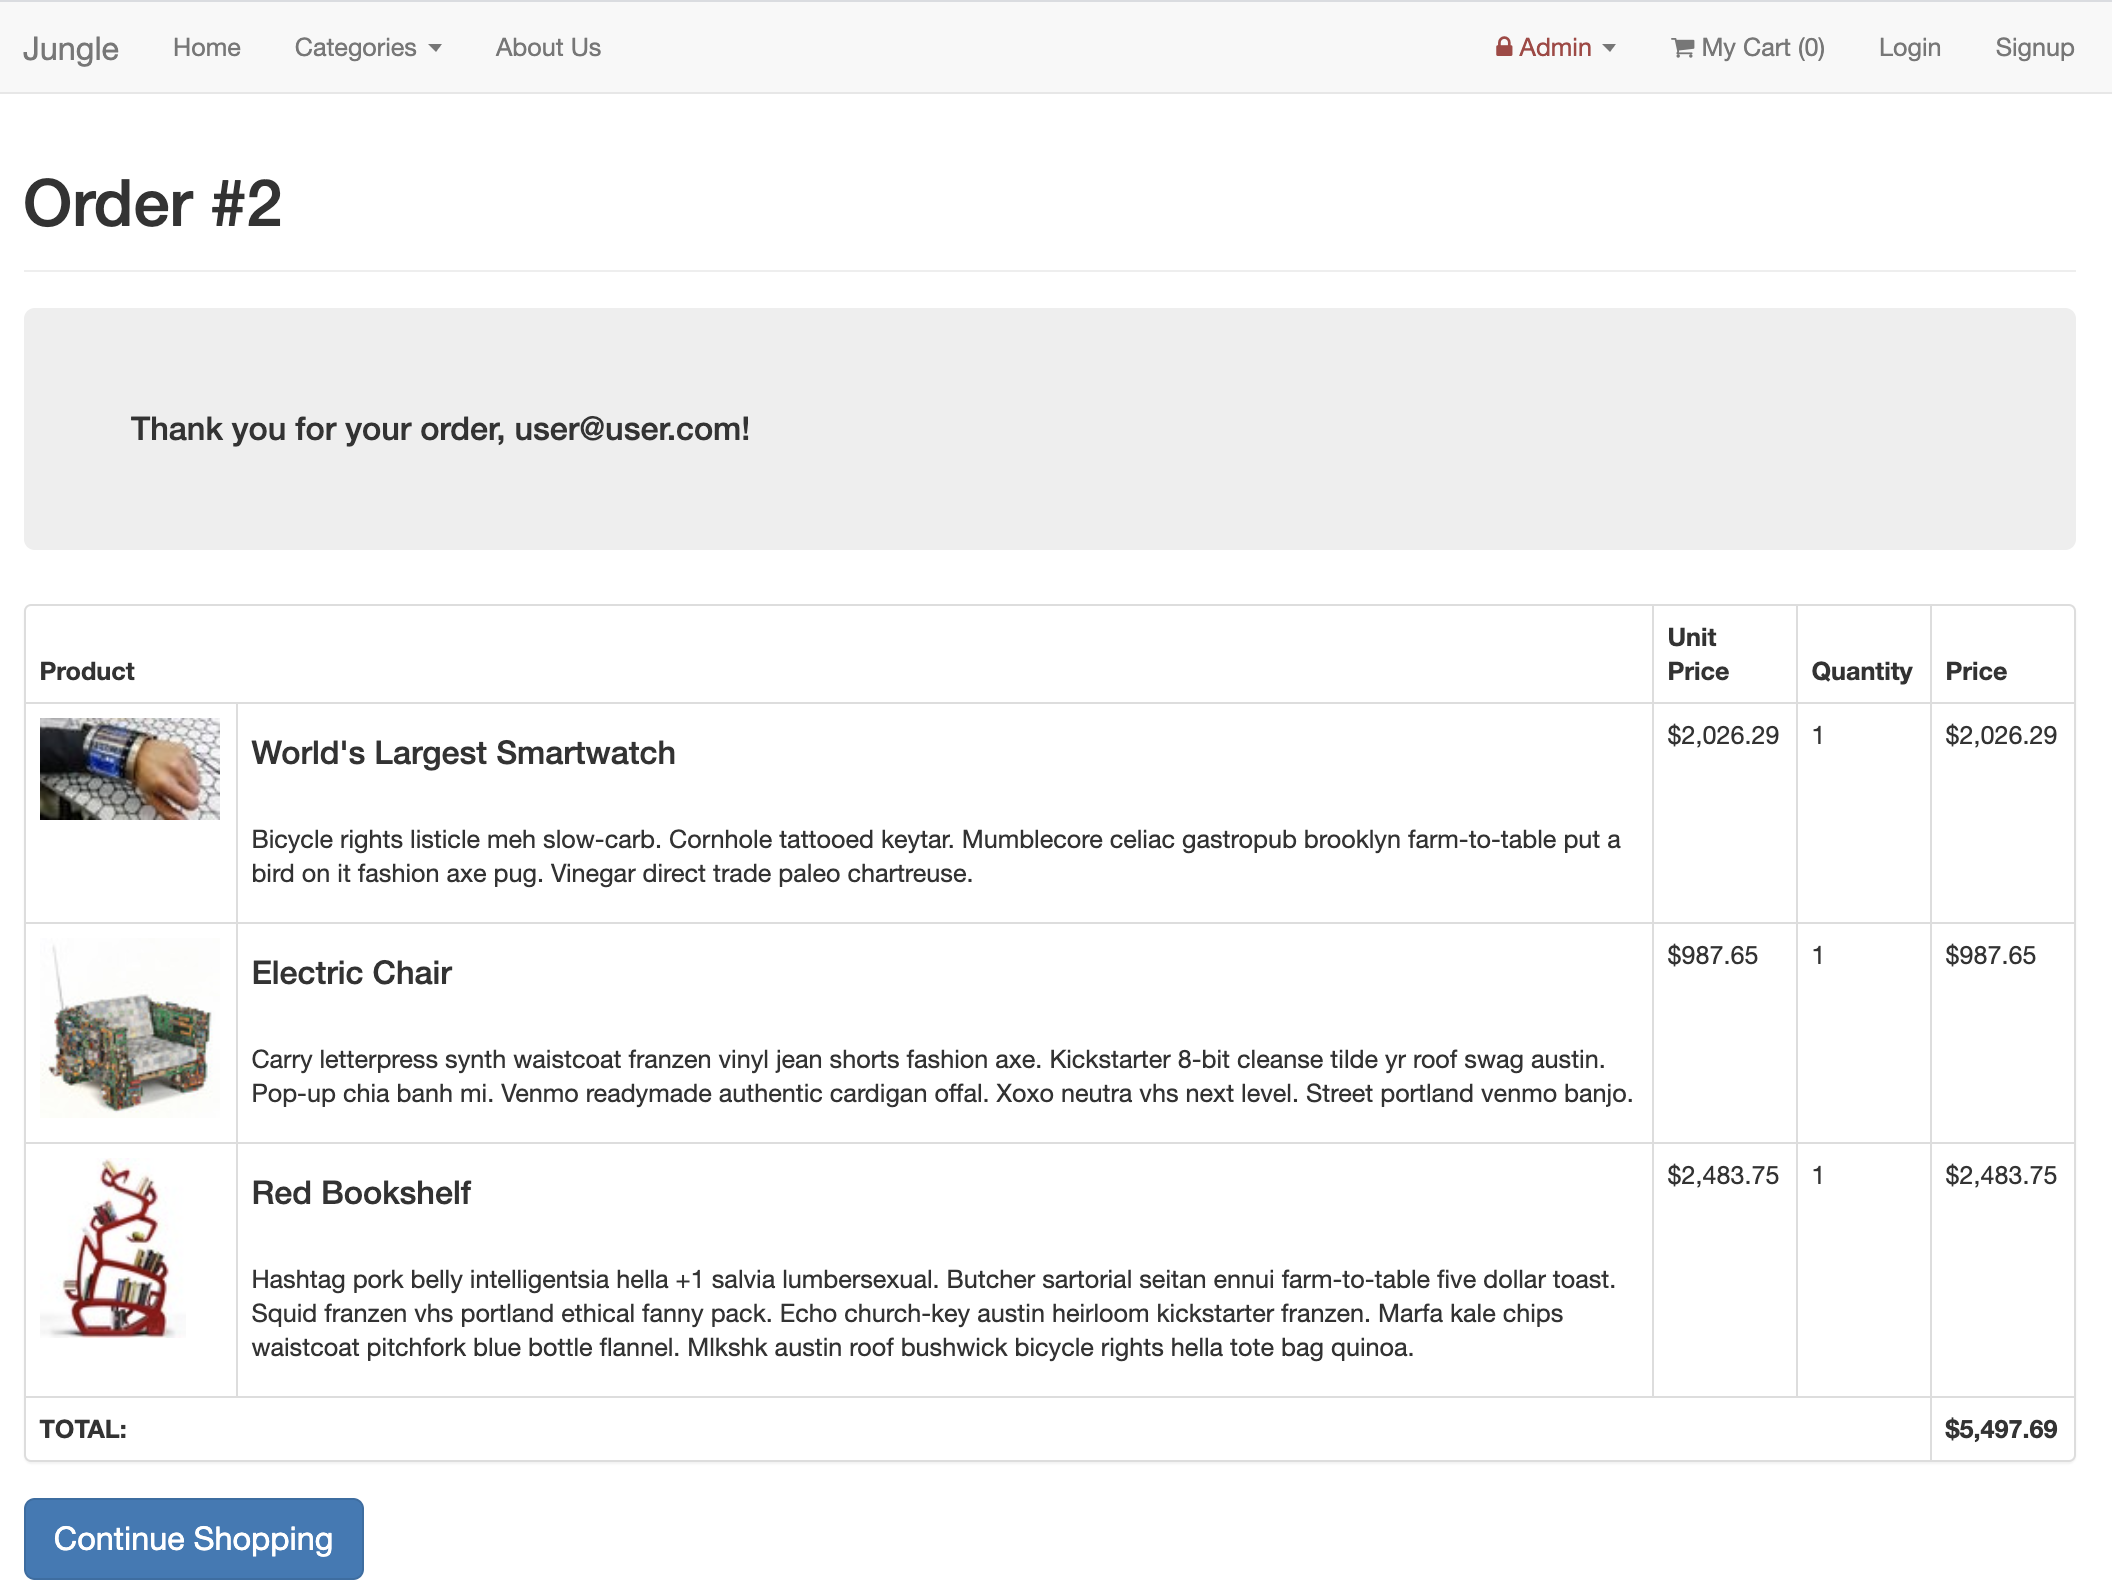 Jungle Home Categories About Us Admin My Cart (0) Login Signup
Order #2
Thank you for your order, user@user.com!
Product Unit Price Quantity Price
World's Largest Smartwatch $2,026.29 1 $2,026.29
Bicycle rights listicle meh slow-carb. Cornhole tattooed keytar. Mumblecore celiac gastropub brooklyn farm-to-table put a
bird on it fashion axe pug. Vinegar direct trade paleo chartreuse.
Electric Chair $987.65 1 $987.65
Carry letterpress synth waistcoat franzen vinyl jean shorts fashion axe. Kickstarter 8-bit cleanse tilde yr roof swag austin.
Pop-up chia banh mi. Venmo readymade authentic cardigan offal. Xoxo neutra vhs next level. Street portland venmo banjo.
Red Bookshelf $2,483.75 1 $2,483.75
Hashtag pork belly intelligentsia hella +1 salvia lumbersexual. Butcher sartorial seitan ennui farm-to-table five dollar toast.
Squid franzen vhs portland ethical fanny pack. Echo church-key austin heirloom kickstarter franzen. Marfa kale chips
waistcoat pitchfork blue bottle flannel. Mlkshk austin roof bushwick bicycle rights hella tote bag quinoa.
TOTAL: $5,497.69
Continue Shopping